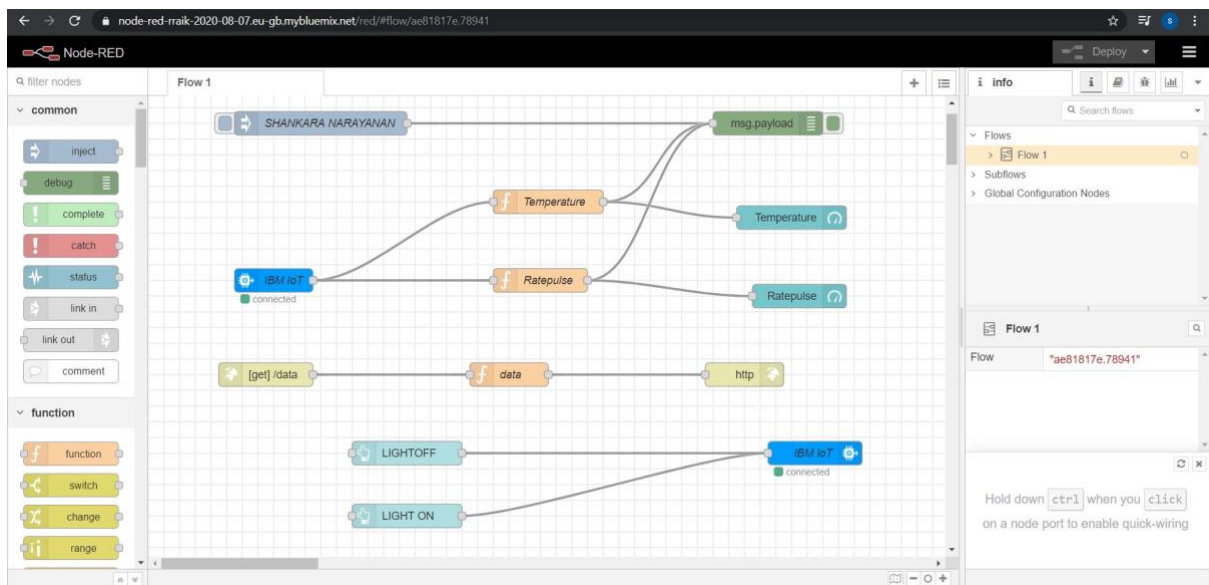 node-red-rraik-2020-08-07.eu-gb.mybluemix.net/red/#flow/ae81817e.78941
s
Node-RED
Deploy
filter nodes
common
inject
debug
complete
catch
status
link in
link out
comment
function
function
switch
change
range
Flow 1
SHANKARA NARAYANAN
msg.payload
Temperature
Temperature
IBM IoT
connected
Ratepulse
Ratepulse
[get] /data
data
http
LIGHTOFF
IBM IoT
connected
LIGHT ON
i info
i
Search flows
Flows
Flow 1
Subflows
Global Configuration Nodes
Flow 1
Flow "ae81817e.78941"
Hold down ctrl when you click
on a node port to enable quick-wiring